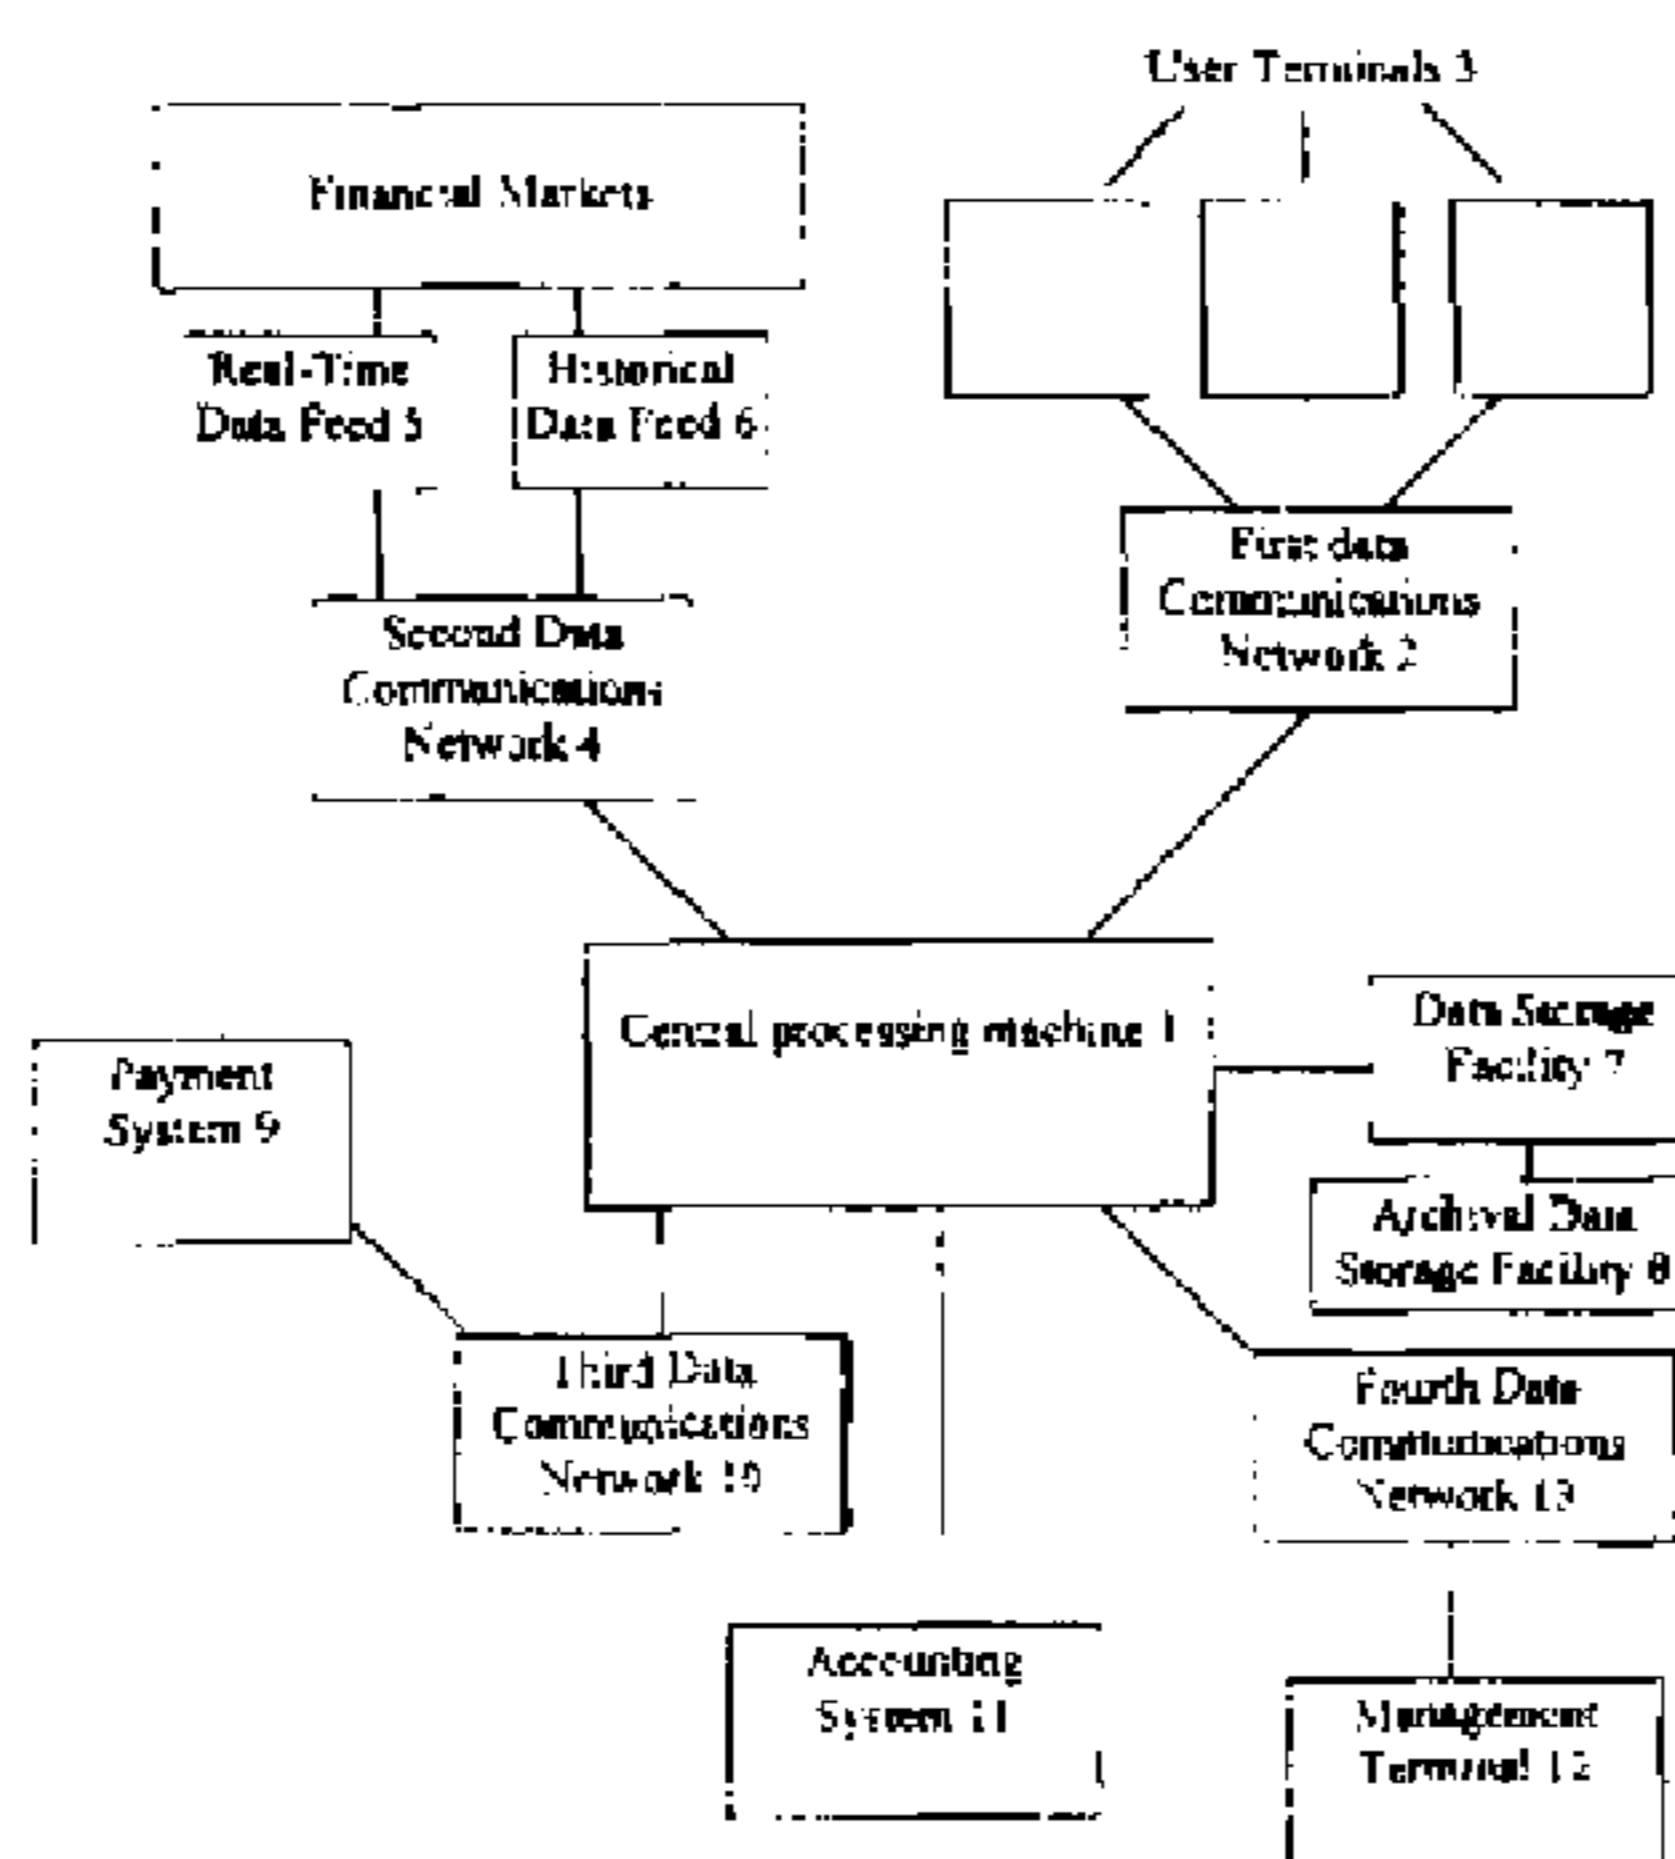 User Terminals 3
Financial Markets
Real-Time
Data Feed 5
Historical
Data Feed 6
First data
Communications
Network 2
Second Data
Communications
Network 4
Central processing machine 1
Data Storage
Facility 7
Payment
System 9
Archival Data
Storage Facility 8
Third Data
Communications
Network 10
Fourth Data
Communications
Network 13
Accounting
System 11
Management
Terminal 12